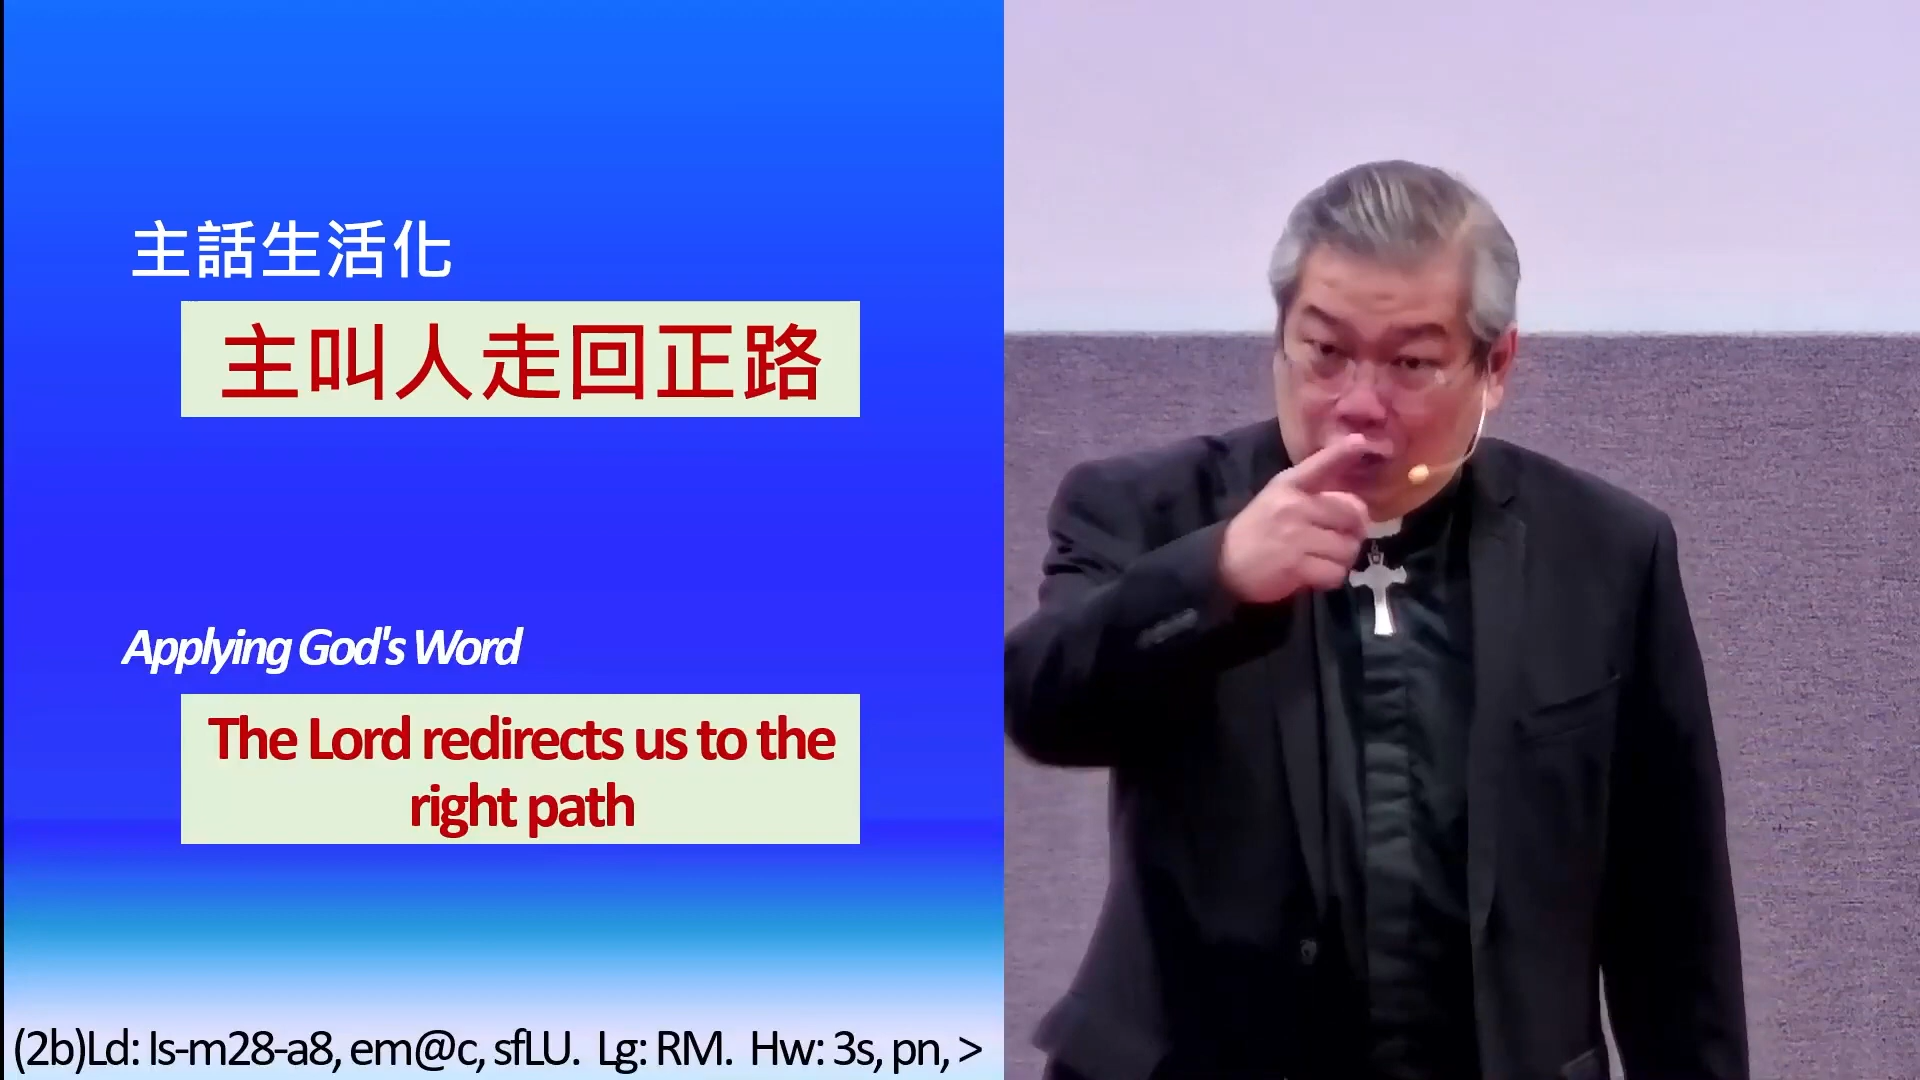 主話生活化
主叫人走回正路
Applying God's Word
The Lord redirects us to the
right path
(2b)Ld: Is-m28-a8, em@c, sfLU.  Lg: RM.  Hw: 3s, pn, >